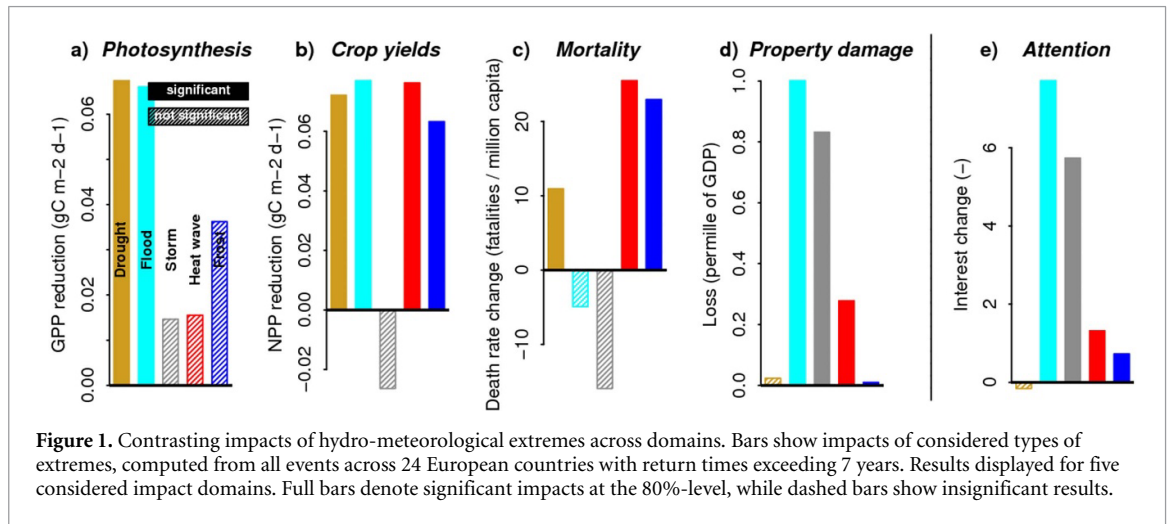 a) Photosynthesis
GPP reduction (gC m−2 d−1)
0.00 0.02 0.04 0.06
significant
not significant
Drought
Flood
Storm
Heat wave
Frost
b) Crop yields
NPP reduction (gC m−2 d−1)
−0.02 0.00 0.02 0.04 0.06
c) Mortality
Death rate change (fatalities / million capita)
−10 0 10 20
d) Property damage
Loss (permille of GDP)
0.0 0.2 0.4 0.6 0.8 1.0
e) Attention
Interest change (−)
0 2 4 6
Figure 1. Contrasting impacts of hydro-meteorological extremes across domains. Bars show impacts of considered types of
extremes, computed from all events across 24 European countries with return times exceeding 7 years. Results displayed for five
considered impact domains. Full bars denote significant impacts at the 80%-level, while dashed bars show insignificant results.